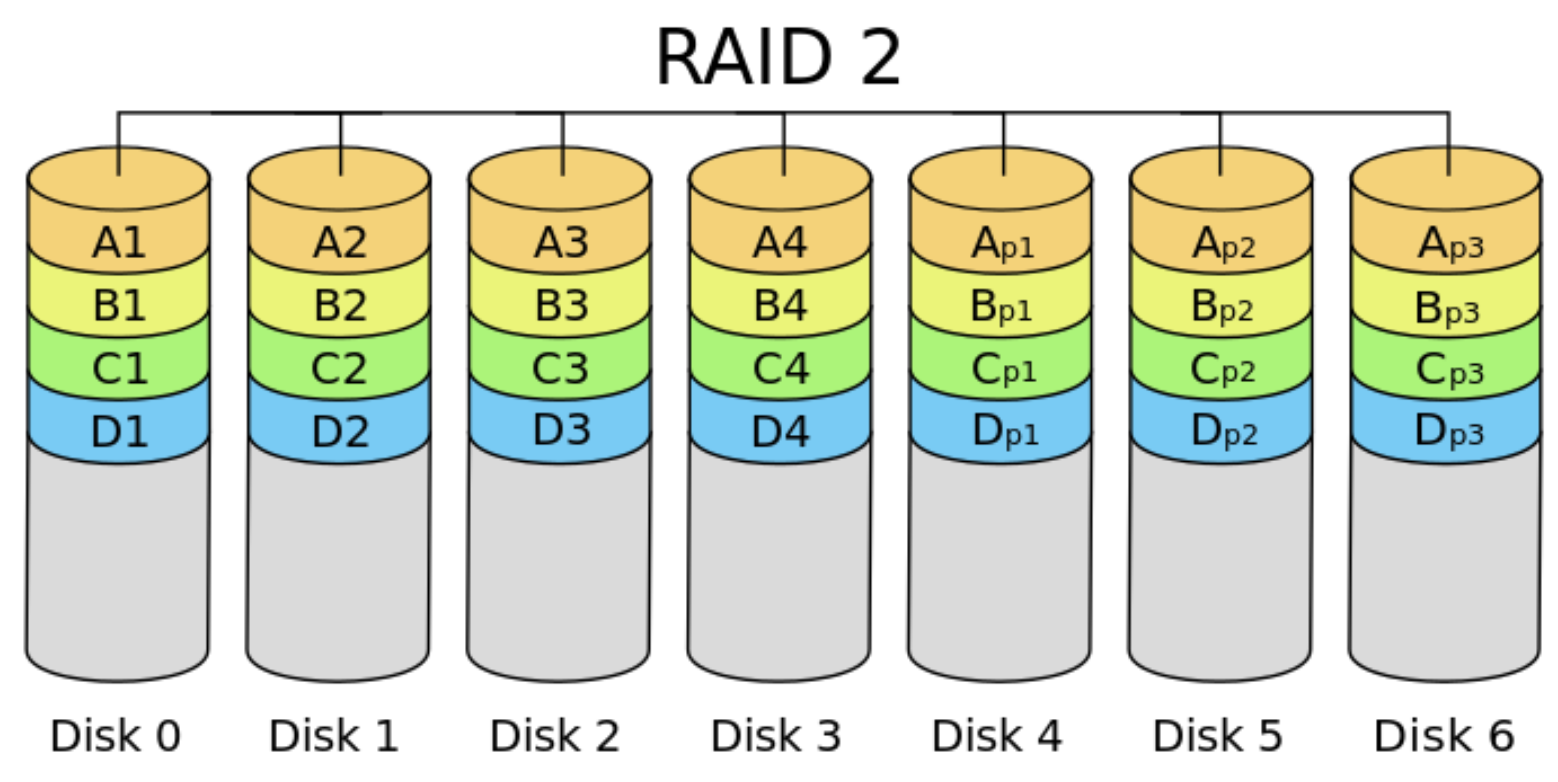 RAID 2
A1 A2 A3 A4 Ap1 Ap2 Ap3
B1 B2 B3 B4 Bp1 Bp2 Bp3
C1 C2 C3 C4 Cp1 Cp2 Cp3
D1 D2 D3 D4 Dp1 Dp2 Dp3
Disk 0 Disk 1 Disk 2 Disk 3 Disk 4 Disk 5 Disk 6